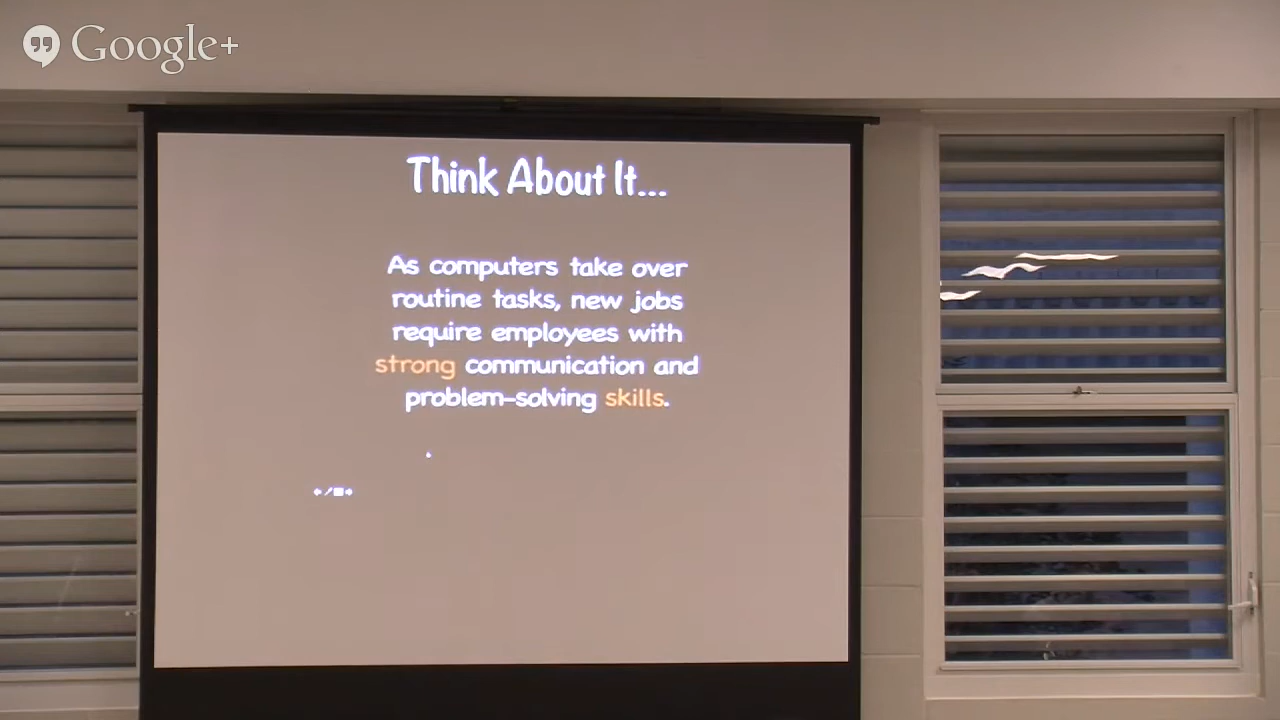 Google+
Think About It...
As computers take over
routine tasks, new jobs
require employees with
strong communication and
problem-solving skills.